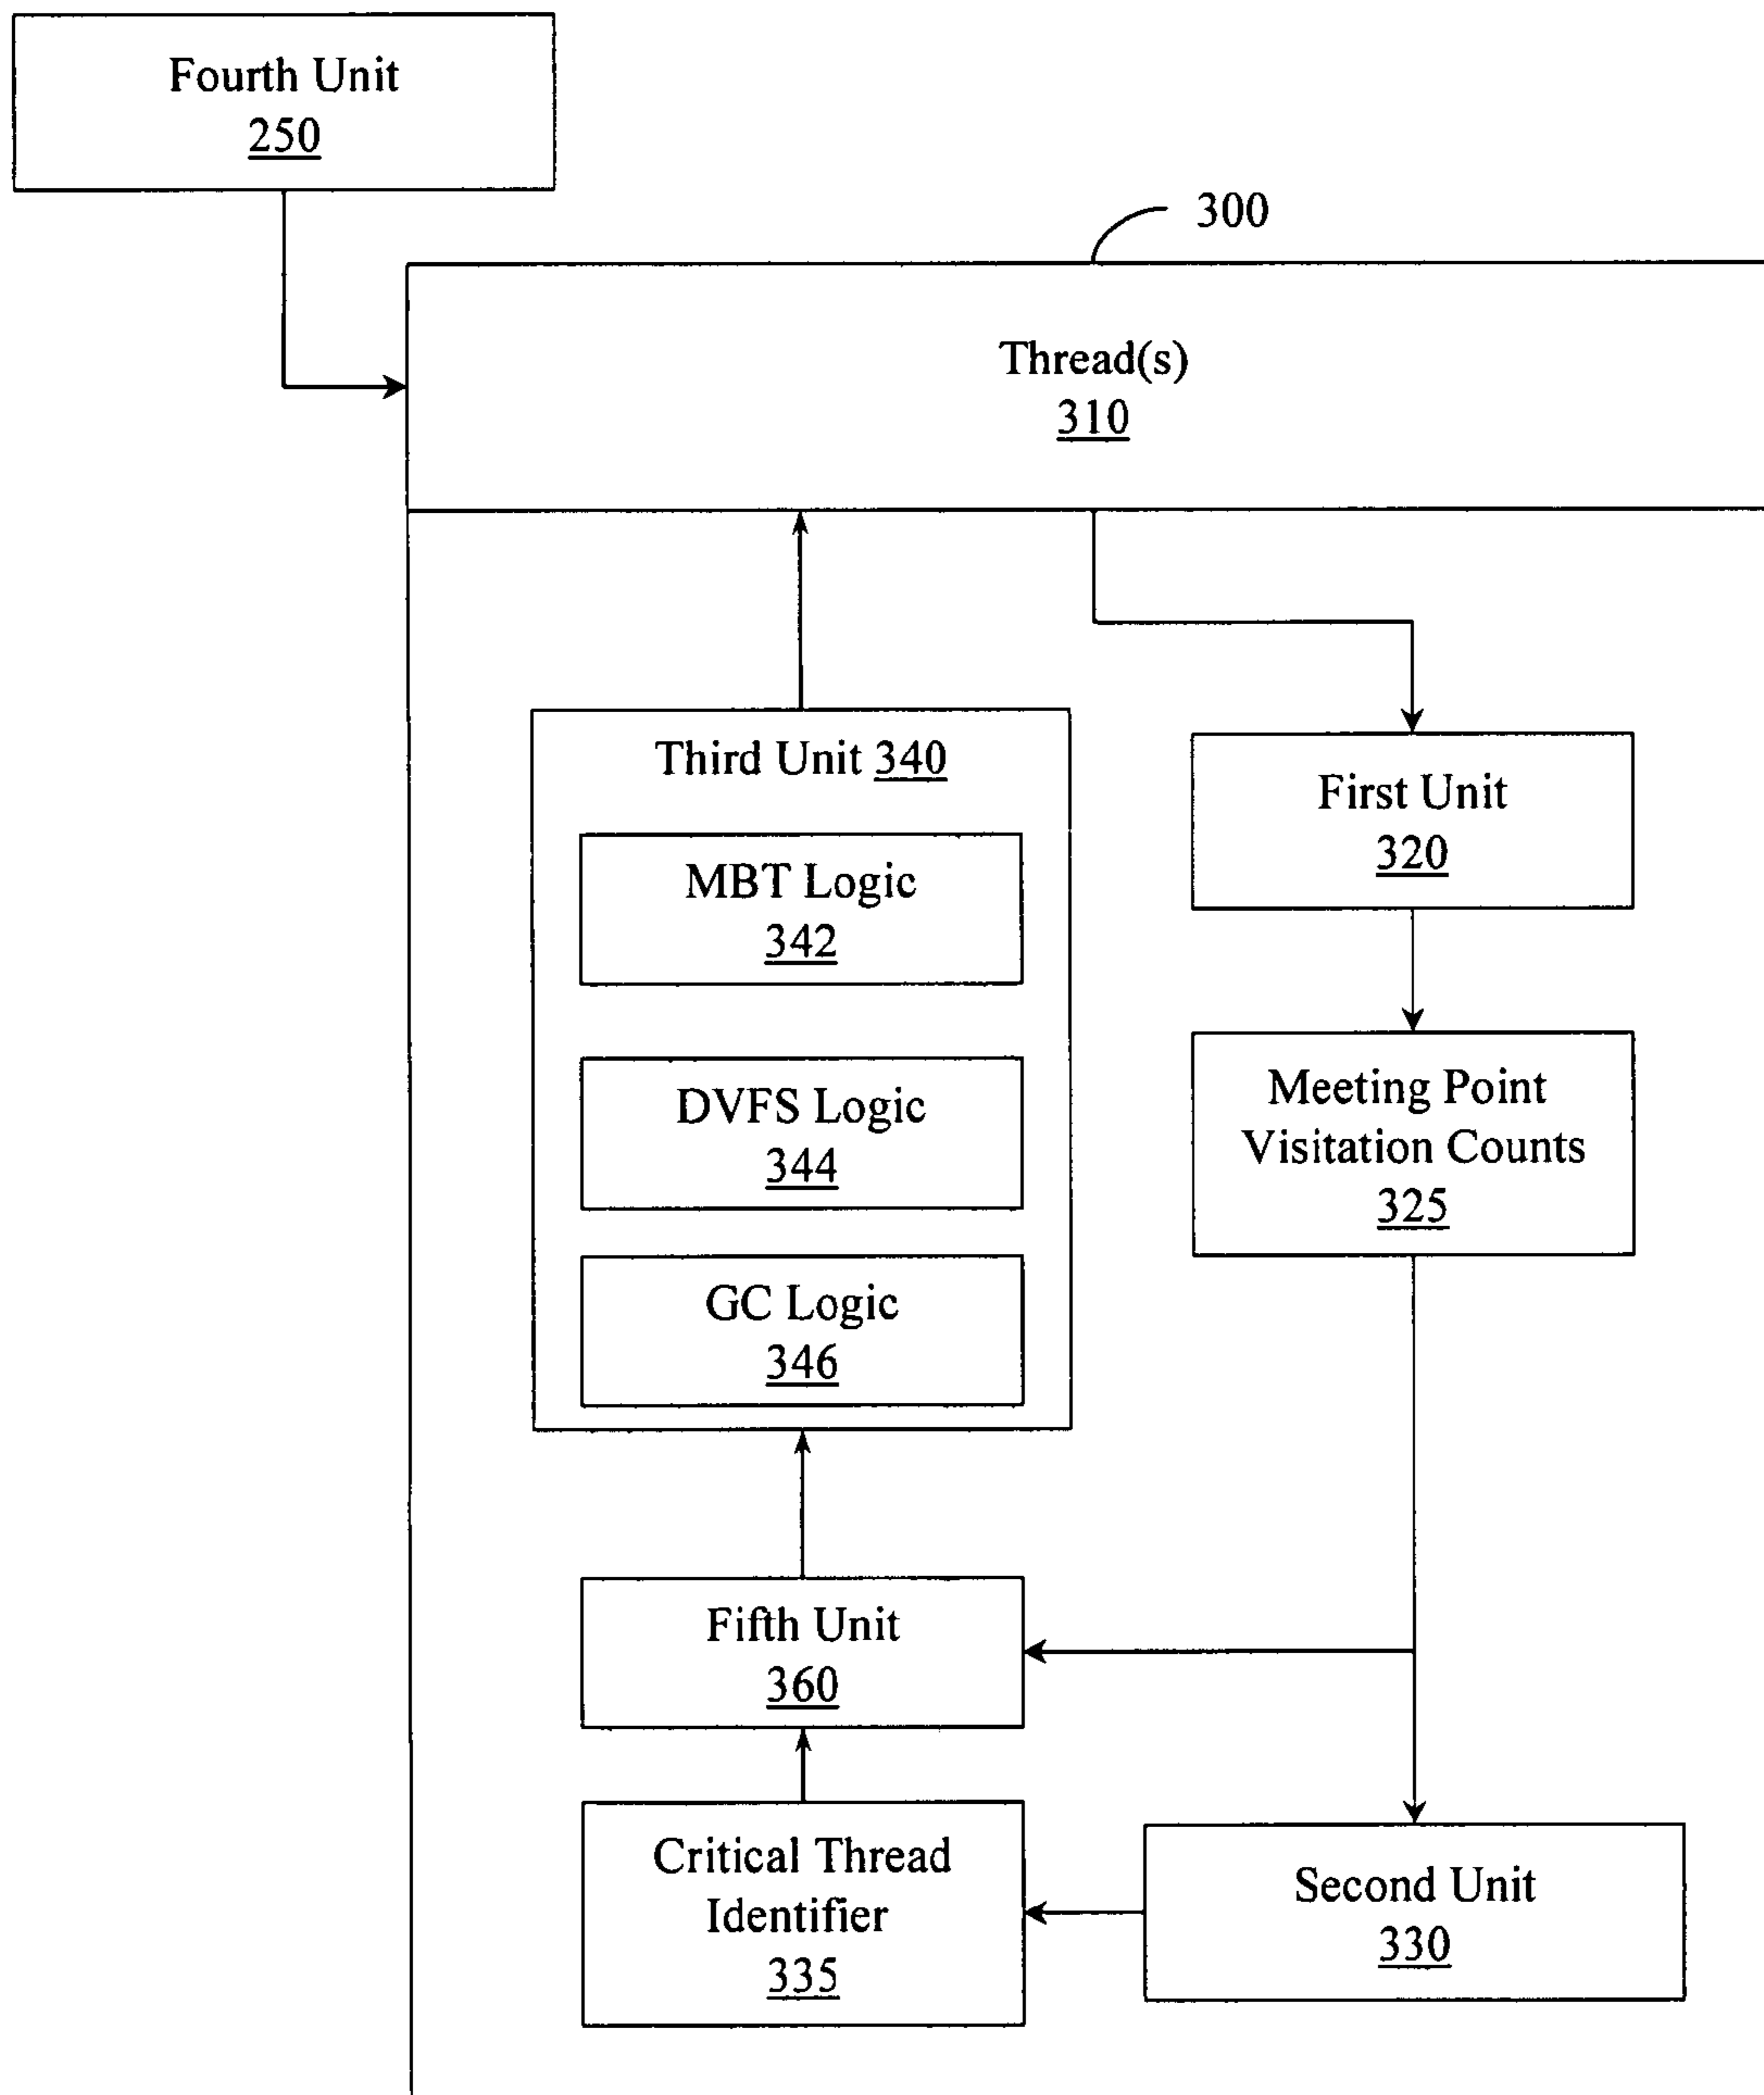 Fourth Unit
250
300
Thread(s)
310
Third Unit 340
MBT Logic
342
DVFS Logic
344
GC Logic
346
First Unit
320
Meeting Point
Visitation Counts
325
Fifth Unit
360
Critical Thread
Identifier
335
Second Unit
330